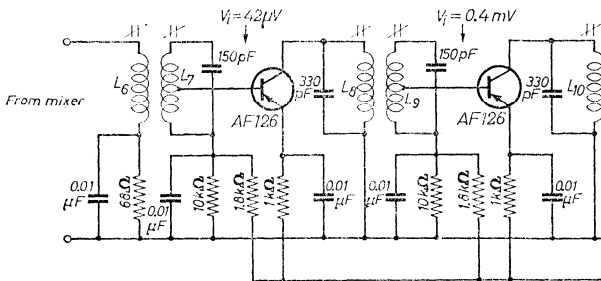 Vi=42µV
Vi=0.4mV
150pF
150pF
L6
L7
330
pF
L8
L9
330
pF
L10
From mixer
AF126
AF126
0.01
µF
68Ω
0.01
µF
10kΩ
1.8kΩ
1kΩ
0.01
µF
0.01
µF
10kΩ
1.8kΩ
1kΩ
0.01
µF